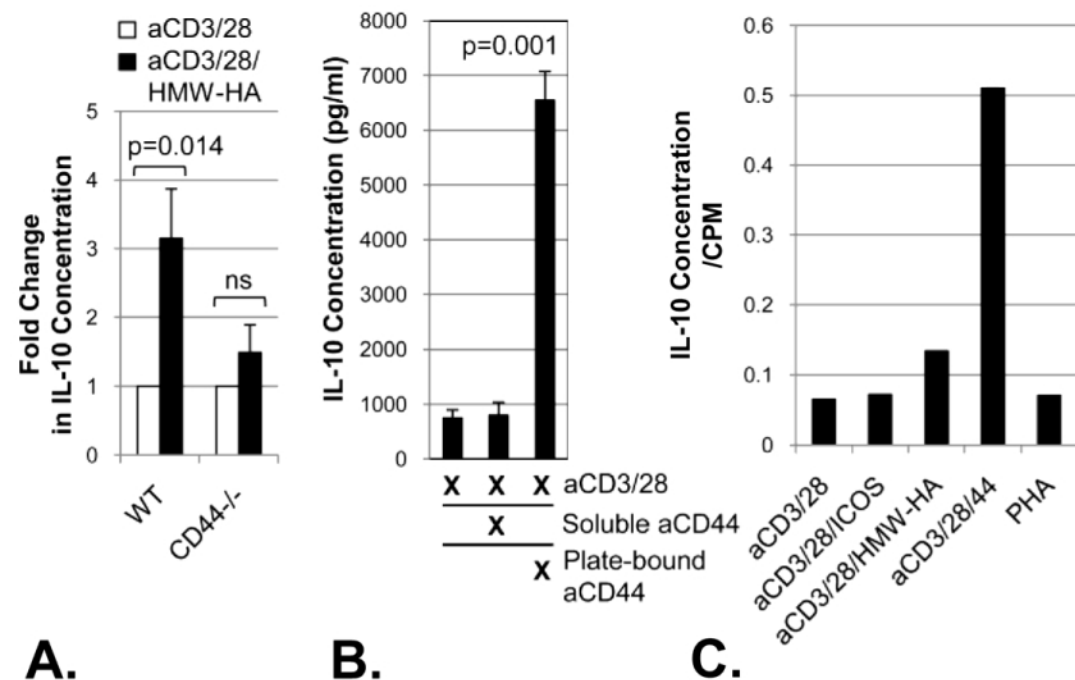 aCD3/28
aCD3/28/
HMW-HA
Fold Change
in IL-10 Concentration
5
4
3
2
1
0
p=0.014
ns
WT
CD44-/-
A.
IL-10 Concentration (pg/ml)
8000
7000
6000
5000
4000
3000
2000
1000
0
p=0.001
X X X aCD3/28
X Soluble aCD44
X Plate-bound
aCD44
B.
IL-10 Concentration
/CPM
0.6
0.5
0.4
0.3
0.2
0.1
0
aCD3/28
aCD3/28/ICOS
aCD3/28/HMW-HA
aCD3/28/44
PHA
C.